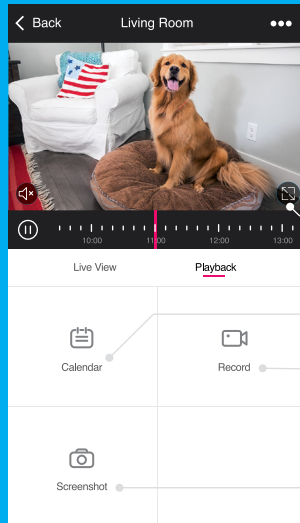 Back Living Room
10:00 11:00 12:00 13:00
Live View Playback
Calendar Record
Screenshot